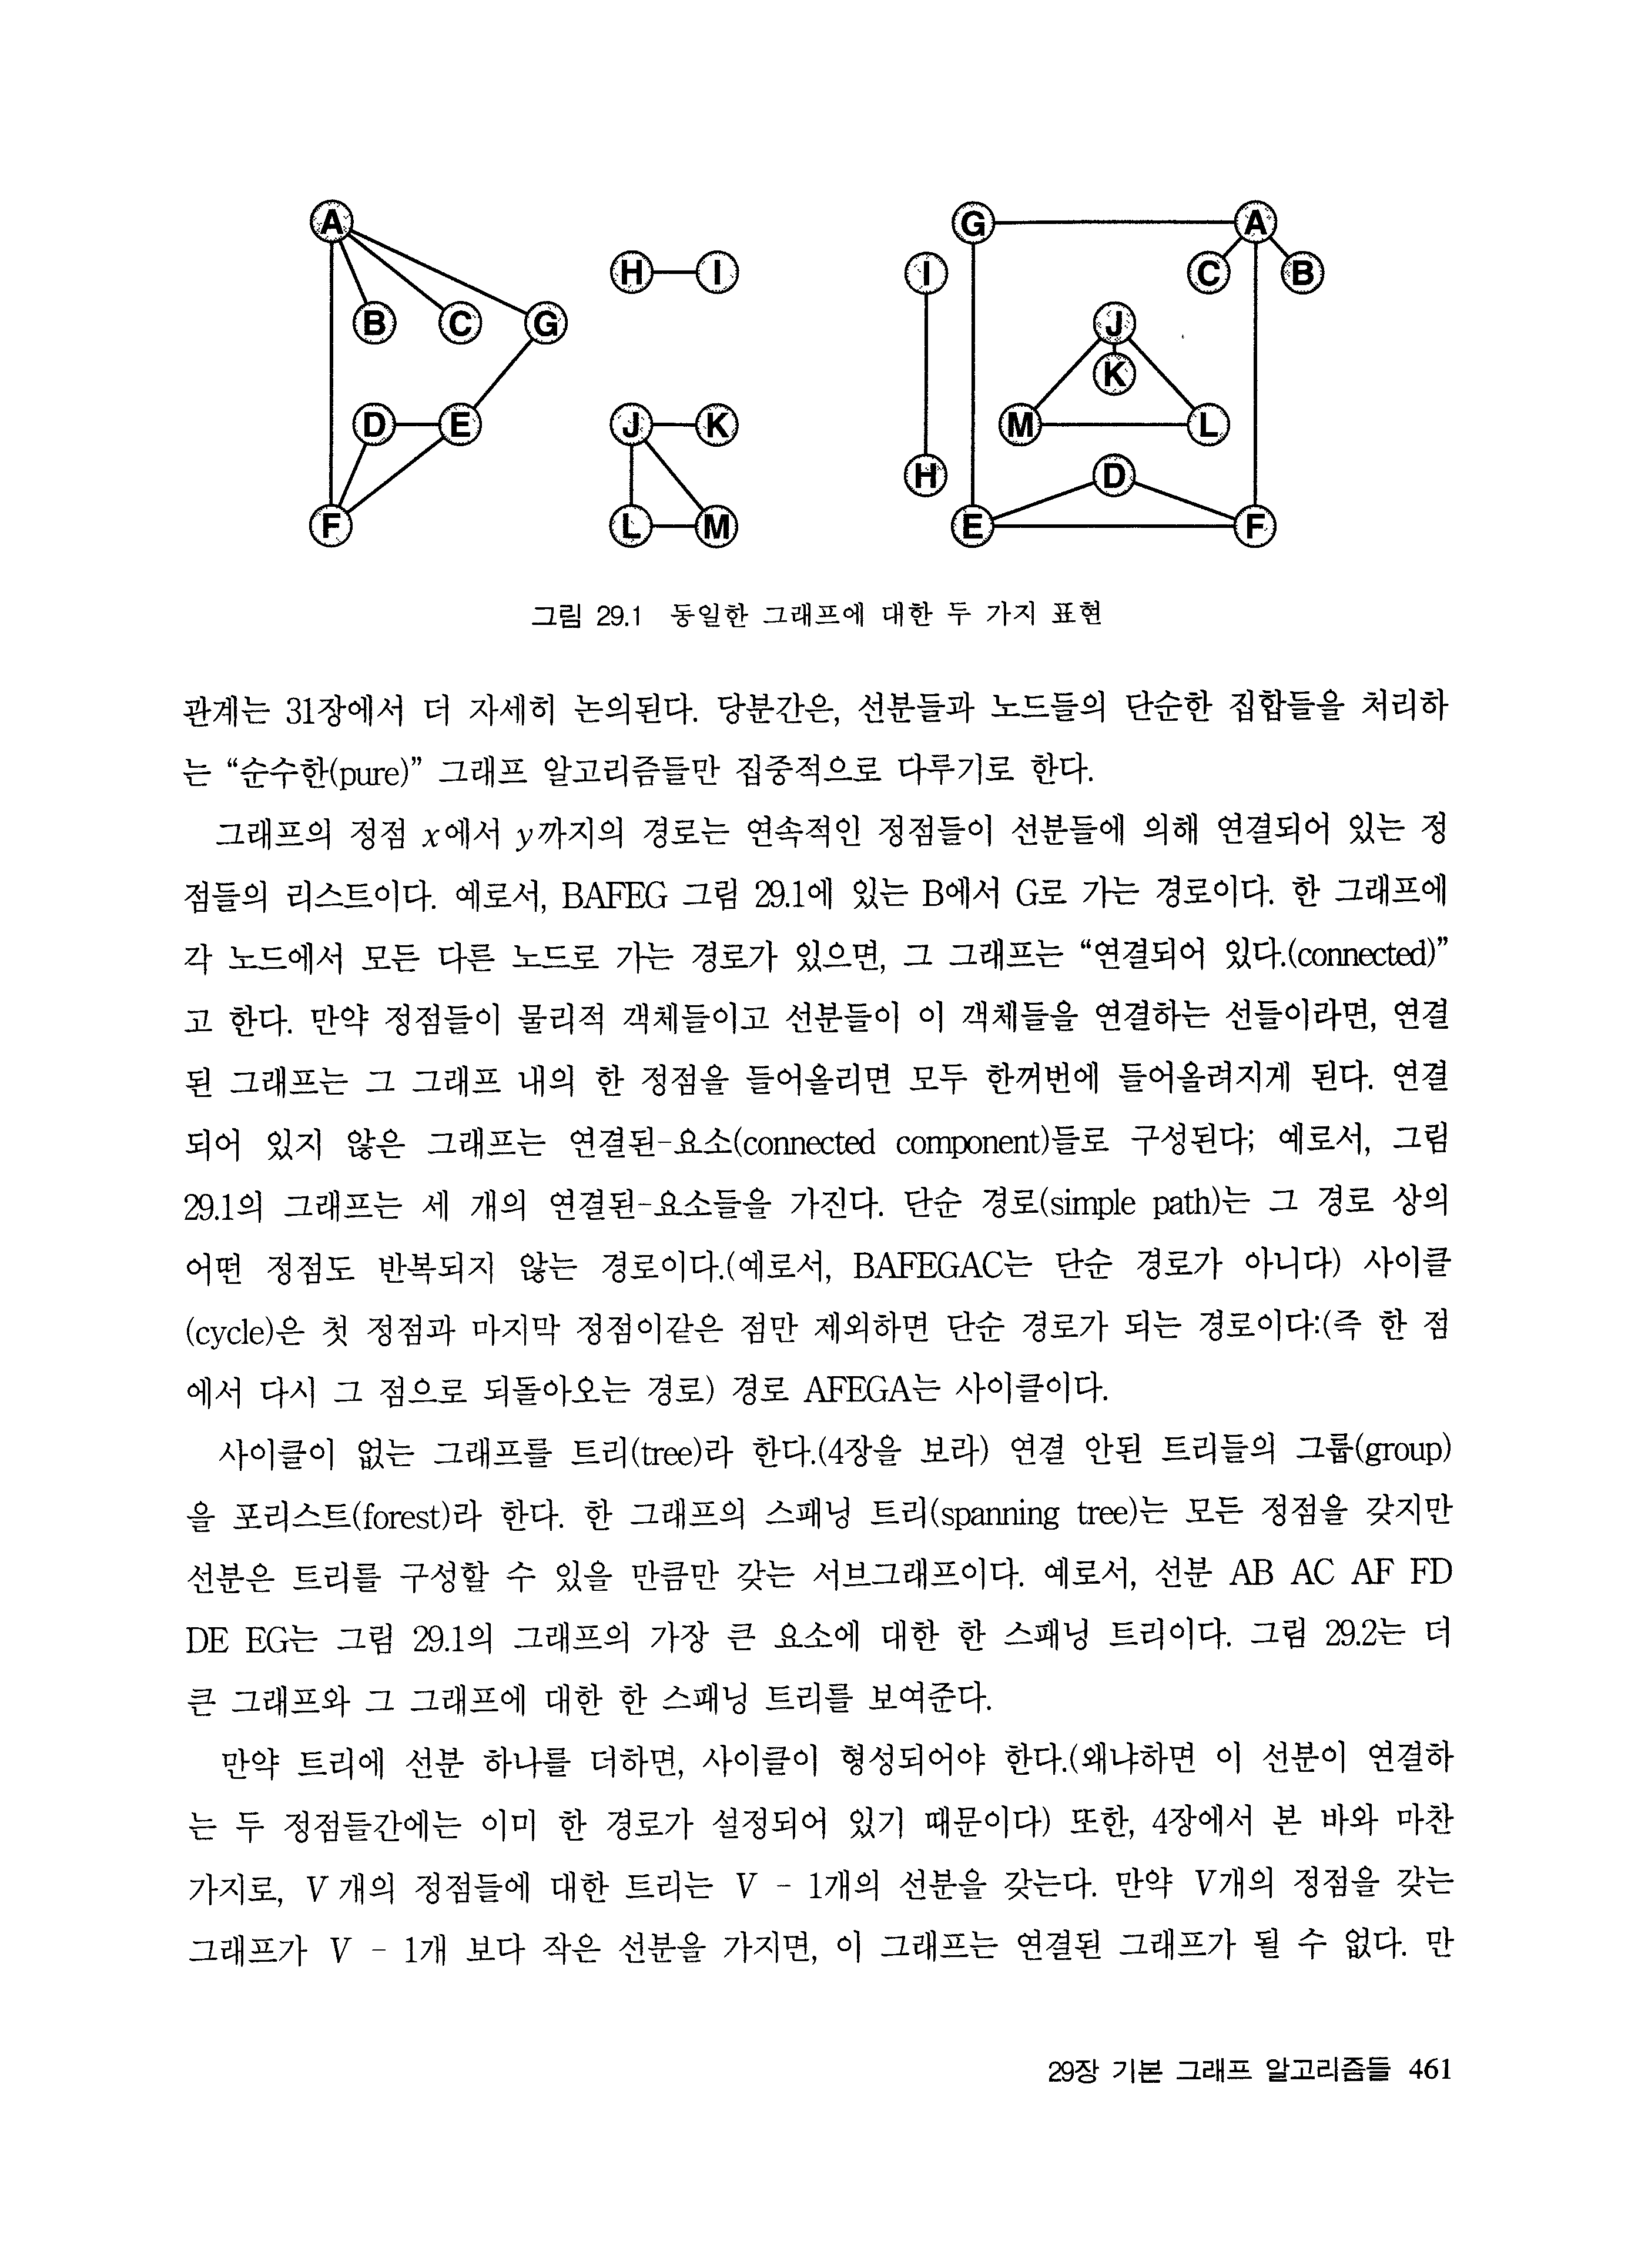 A
B
C
G
D
E
F
H
I
J
K
L
M
G
A
I
C
B
J
K
M
L
H
D
E
F
그림 29.1 동일한 그래프에 대한 두 가지 표현
관계는 31장에서 더 자세히 논의된다. 당분간은, 선분들과 노드들의 단순한 집합들을 처리하
는 “순수한(pure)” 그래프 알고리즘들만 집중적으로 다루기로 한다.
그래프의 정점 x에서 y까지의 경로는 연속적인 정점들이 선분들에 의해 연결되어 있는 정
점들의 리스트이다. 예로서, BAFEG 그림 29.1에 있는 B에서 G로 가는 경로이다. 한 그래프에
각 노드에서 모든 다른 노드로 가는 경로가 있으면, 그 그래프는 “연결되어 있다.(connected)”
고 한다. 만약 정점들이 물리적 객체들이고 선분들이 이 객체들을 연결하는 선들이라면, 연결
된 그래프는 그 그래프 내의 한 정점을 들어올리면 모두 한꺼번에 들어올려지게 된다. 연결
되어 있지 않은 그래프는 연결된-요소(connected component)들로 구성된다; 예로서, 그림
29.1의 그래프는 세 개의 연결된-요소들을 가진다. 단순 경로(simple path)는 그 경로 상의
어떤 정점도 반복되지 않는 경로이다.(예로서, BAFEGAC는 단순 경로가 아니다) 사이클
(cycle)은 첫 정점과 마지막 정점이같은 점만 제외하면 단순 경로가 되는 경로이다:(즉 한 점
에서 다시 그 점으로 되돌아오는 경로) 경로 AFEGA는 사이클이다.
사이클이 없는 그래프를 트리(tree)라 한다.(4장을 보라) 연결 안된 트리들의 그룹(group)
을 포리스트(forest)라 한다. 한 그래프의 스패닝 트리(spanning tree)는 모든 정점을 갖지만
선분은 트리를 구성할 수 있을 만큼만 갖는 서브그래프이다. 예로서, 선분 AB AC AF FD
DE EG는 그림 29.1의 그래프의 가장 큰 요소에 대한 한 스패닝 트리이다. 그림 29.2는 더
큰 그래프와 그 그래프에 대한 한 스패닝 트리를 보여준다.
만약 트리에 선분 하나를 더하면, 사이클이 형성되어야 한다.(왜냐하면 이 선분이 연결하
는 두 정점들간에는 이미 한 경로가 설정되어 있기 때문이다) 또한, 4장에서 본 바와 마찬
가지로, V 개의 정점들에 대한 트리는 V - 1개의 선분을 갖는다. 만약 V개의 정점을 갖는
그래프가 V - 1개 보다 작은 선분을 가지면, 이 그래프는 연결된 그래프가 될 수 없다. 만
29장 기본 그래프 알고리즘들 461